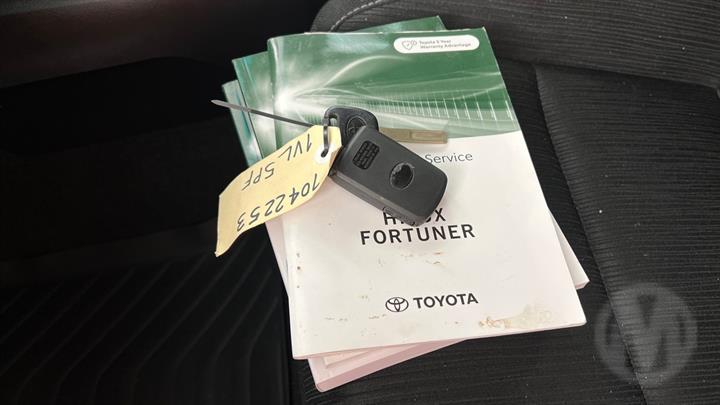 Toyota 5 Year
Warranty Advantage
Service
FORTUNER
TOYOTA
1042253
1VL 5PF